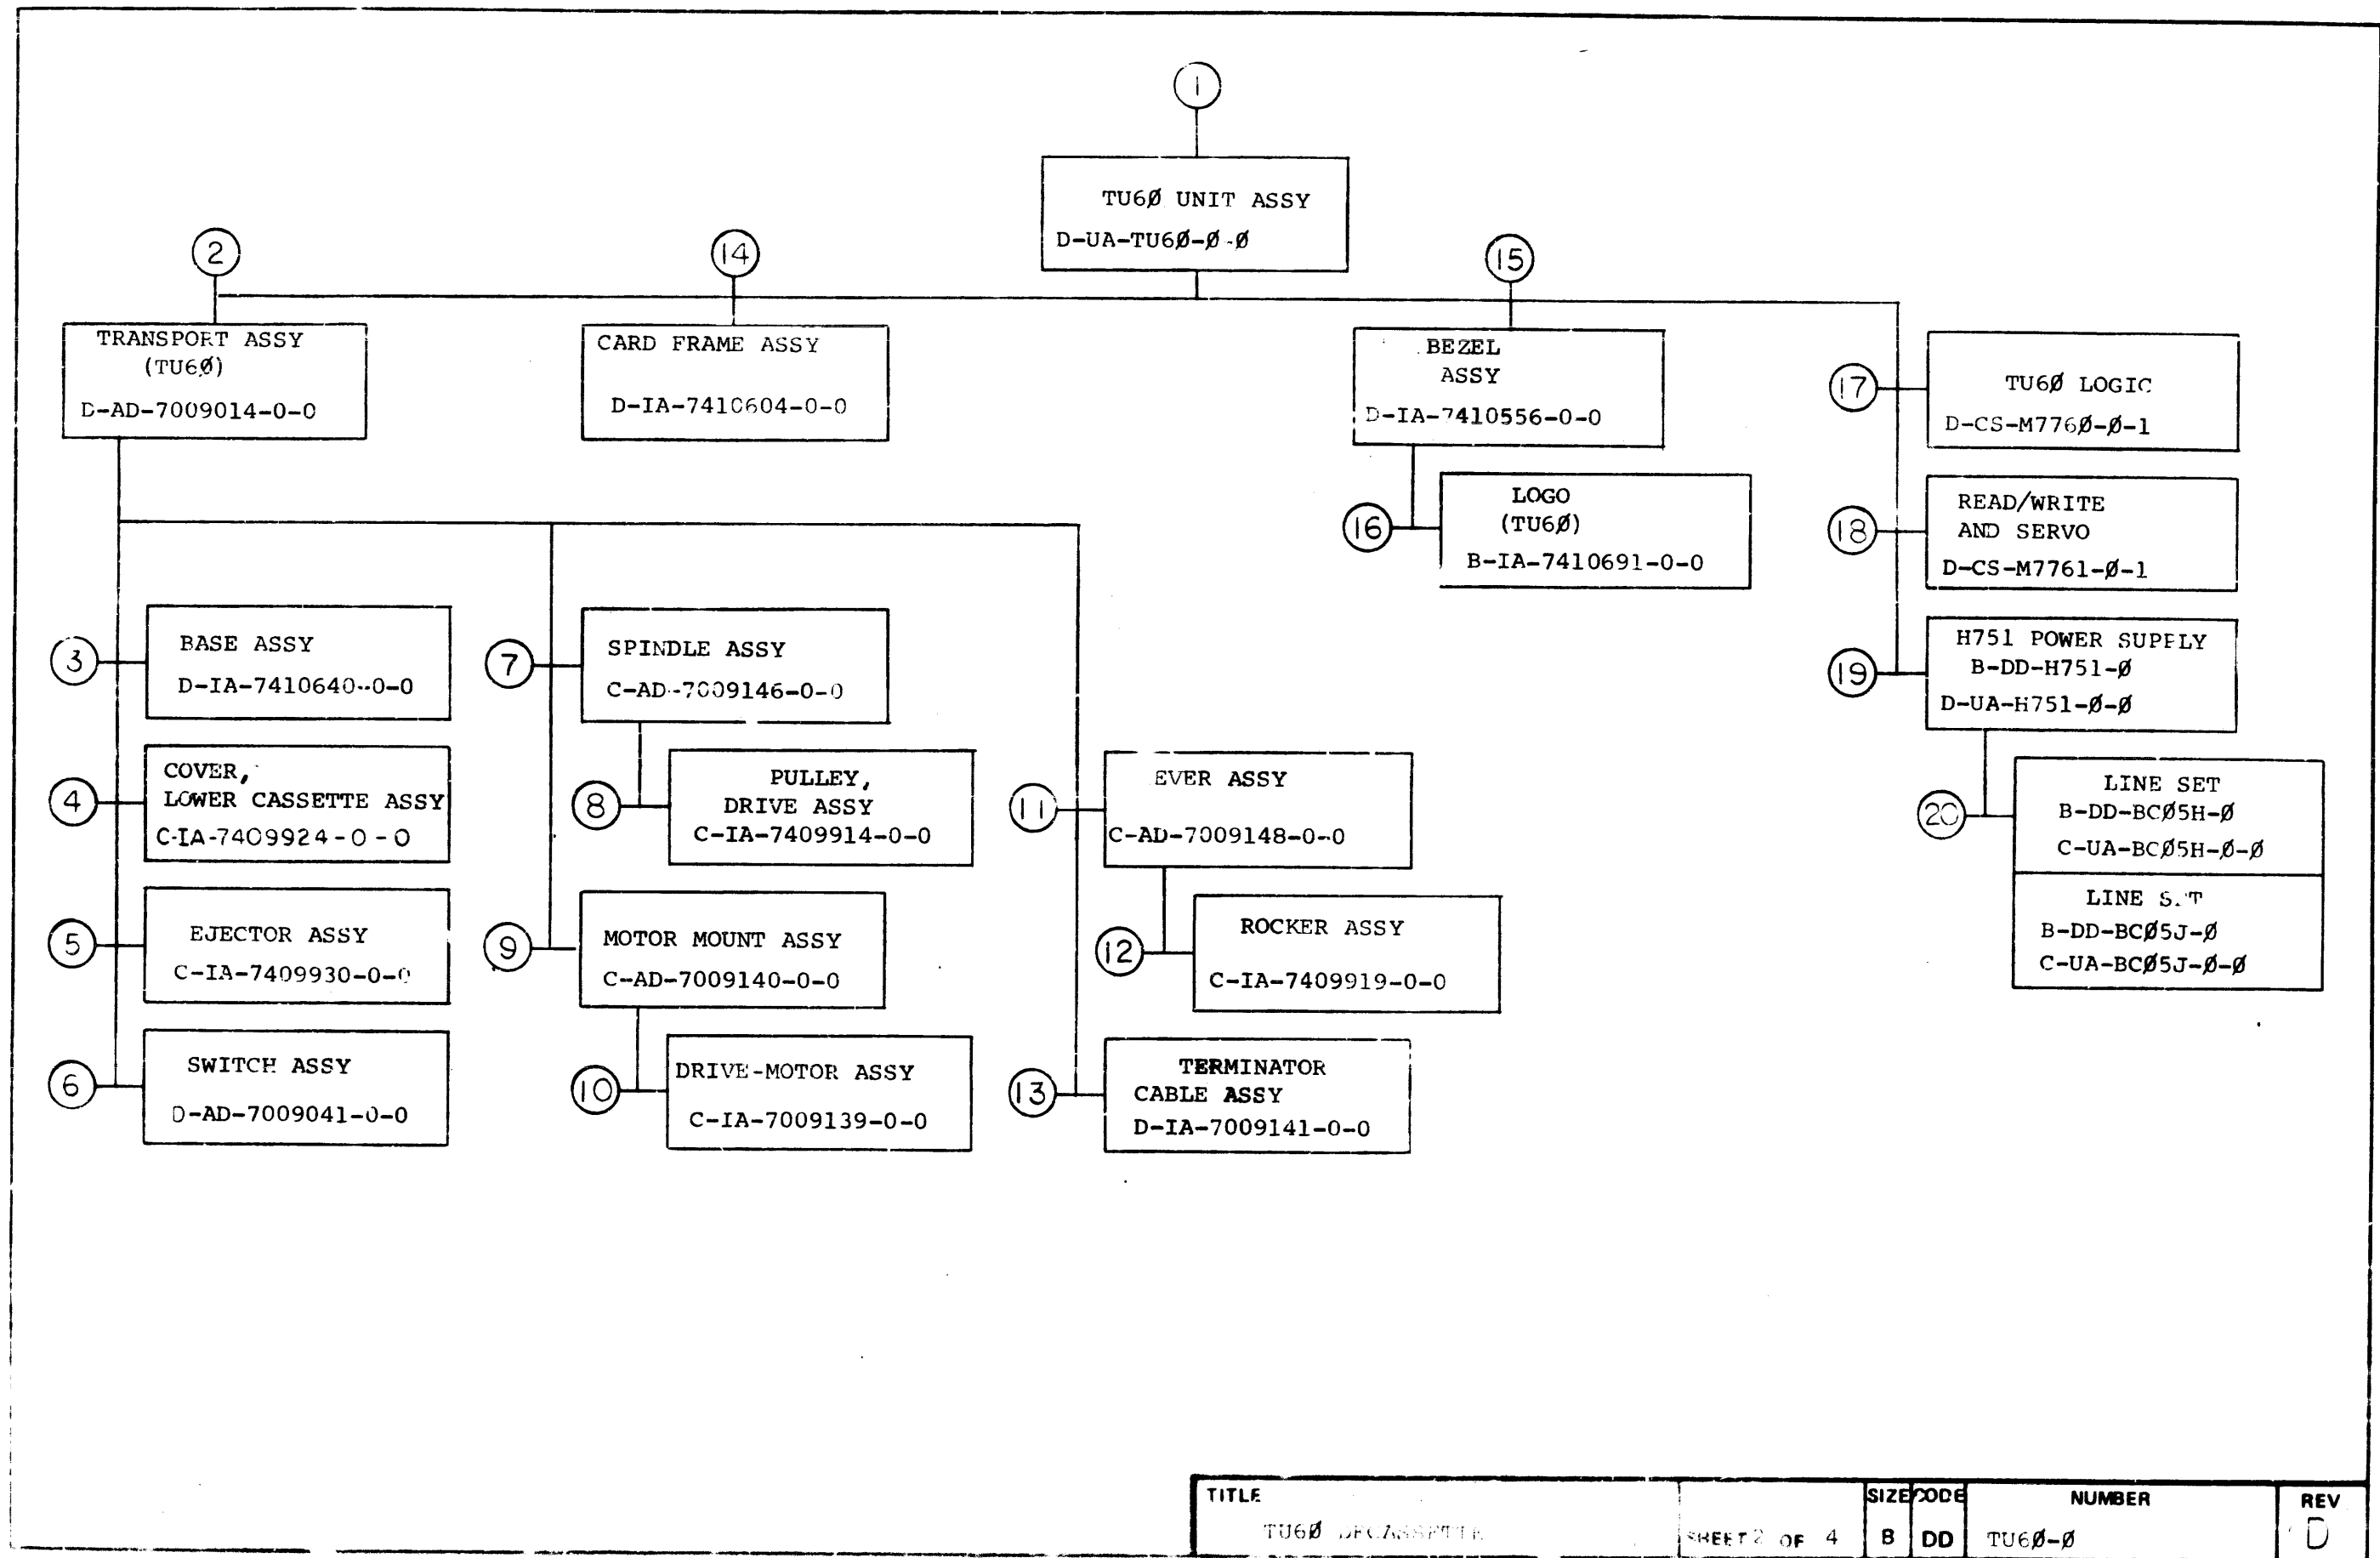 1
TU6Ø UNIT ASSY
D-UA-TU6Ø-Ø-Ø
2
TRANSPORT ASSY
(TU6Ø)
D-AD-7009014-0-0
14
CARD FRAME ASSY
D-IA-7410604-0-0
15
BEZEL
ASSY
D-IA-7410556-0-0
16
LOGO
(TU6Ø)
B-IA-7410691-0-0
17
TU6Ø LOGIC
D-CS-M776Ø-Ø-1
18
READ/WRITE
AND SERVO
D-CS-M7761-Ø-1
19
H751 POWER SUPPLY
B-DD-H751-Ø
D-UA-H751-Ø-Ø
20
LINE SET
B-DD-BCØ5H-Ø
C-UA-BCØ5H-Ø-Ø
LINE
B-DD-BCØ5J-Ø
C-UA-BCØ5J-Ø-Ø
3
BASE ASSY
D-IA-7410640-0-0
4
COVER,
LOWER CASSETTE ASSY
C-IA-7409924-0-0
5
EJECTOR ASSY
C-IA-7409930-0-0
6
SWITCH ASSY
D-AD-7009041-0-0
7
SPINDLE ASSY
C-AD-7009146-0-0
8
PULLEY,
DRIVE ASSY
C-IA-7409914-0-0
9
MOTOR MOUNT ASSY
C-AD-7009140-0-0
10
DRIVE-MOTOR ASSY
C-IA-7009139-0-0
11
EVER ASSY
C-AD-7009148-0-0
12
ROCKER ASSY
C-IA-7409919-0-0
13
TERMINATOR
CABLE ASSY
D-IA-7009141-0-0
TITLE
TU6Ø DECASSETTE
SHEET 2 OF 4
SIZE
B
CODE
DD
NUMBER
TU6Ø-Ø
REV
D